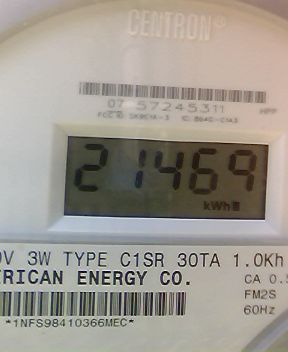 CENTRON®
07 57245311
21469
kWh
V 3W TYPE C1SR 30TA 1.0Kh
RICAN ENERGY CO.
CA 0.5
FM2S
60Hz
*1NFS98410366MEC*